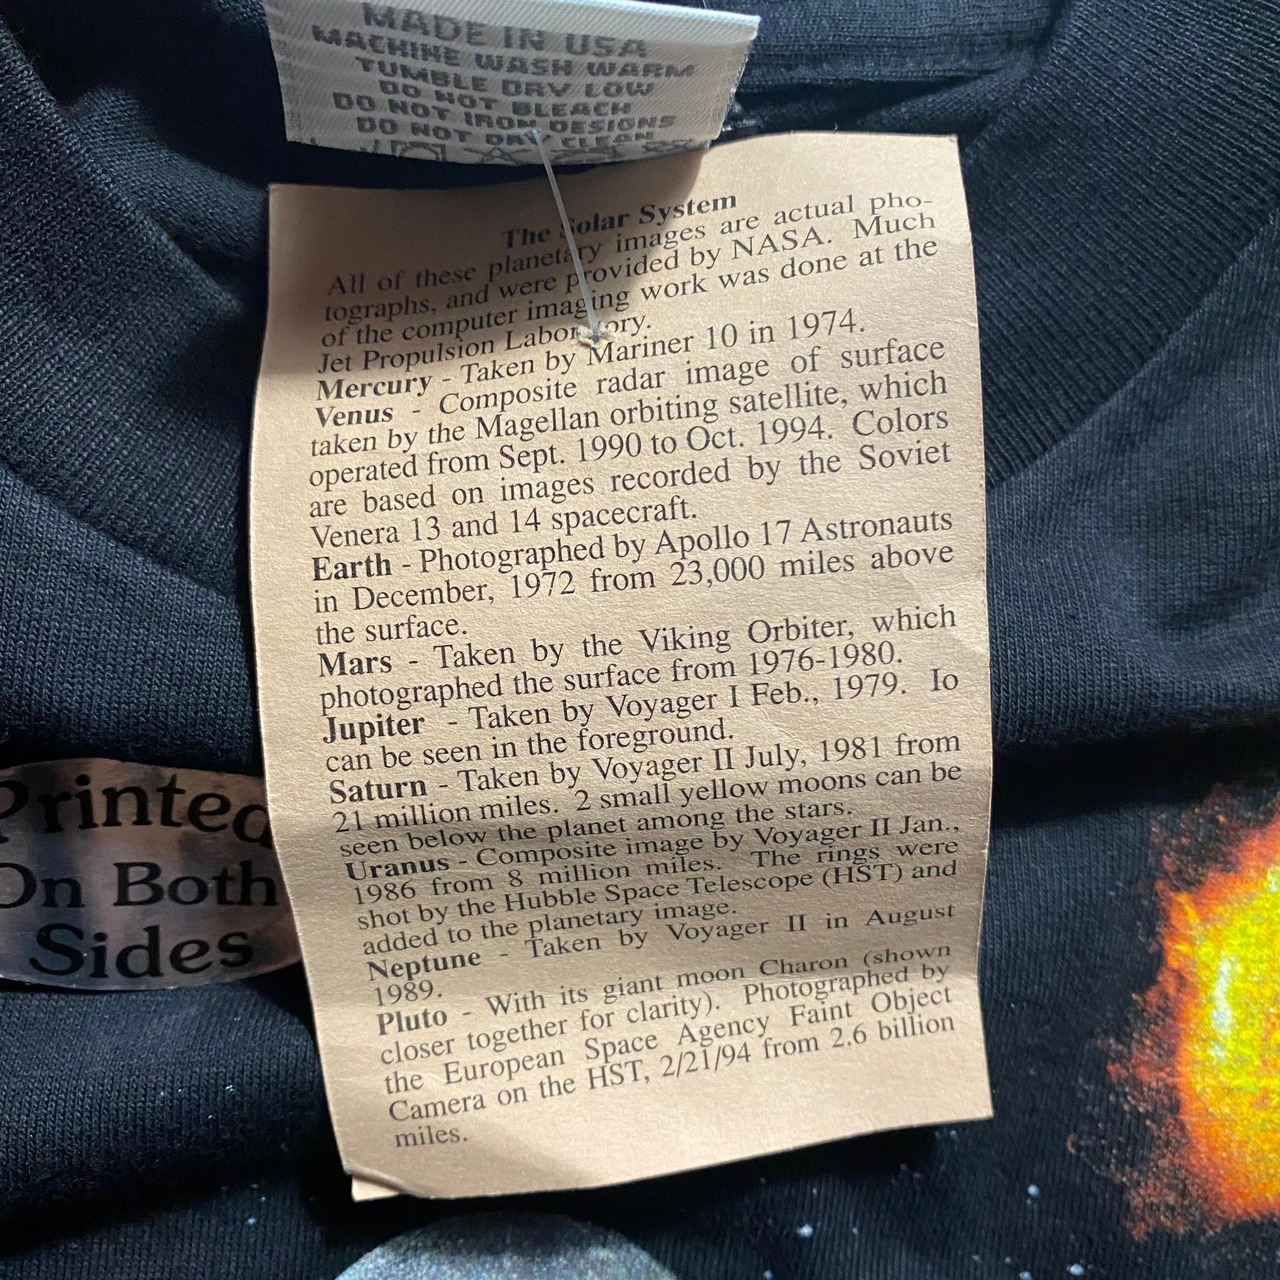 MADE IN USA
MACHINE WASH WARM
TUMBLE DRY LOW
DO NOT BLEACH
DO NOT IRON DESIGNS
DO NOT DRY CLEAN
The Solar System
All of these planetary images are actual pho-
tographs, and were provided by NASA. Much
of the computer imaging work was done at the
Jet Propulsion Laboratory.
Mercury - Taken by Mariner 10 in 1974.
Venus - Composite radar image of surface
taken by the Magellan orbiting satellite, which
operated from Sept. 1990 to Oct. 1994. Colors
are based on images recorded by the Soviet
Venera 13 and 14 spacecraft.
Earth - Photographed by Apollo 17 Astronauts
in December, 1972 from 23,000 miles above
the surface.
Mars - Taken by the Viking Orbiter, which
photographed the surface from 1976-1980.
Jupiter - Taken by Voyager I Feb., 1979. Io
can be seen in the foreground.
Saturn - Taken by Voyager II July, 1981 from
21 million miles. 2 small yellow moons can be
seen below the planet among the stars.
Uranus - Composite image by Voyager II Jan.,
1986 from 8 million miles. The rings were
shot by the Hubble Space Telescope (HST) and
added to the planetary image.
Neptune - Taken by Voyager II in August
1989.
Pluto - With its giant moon Charon (shown
closer together for clarity). Photographed by
the European Space Agency Faint Object
Camera on the HST, 2/21/94 from 2.6 billion
miles.
Printed
On Both
Sides